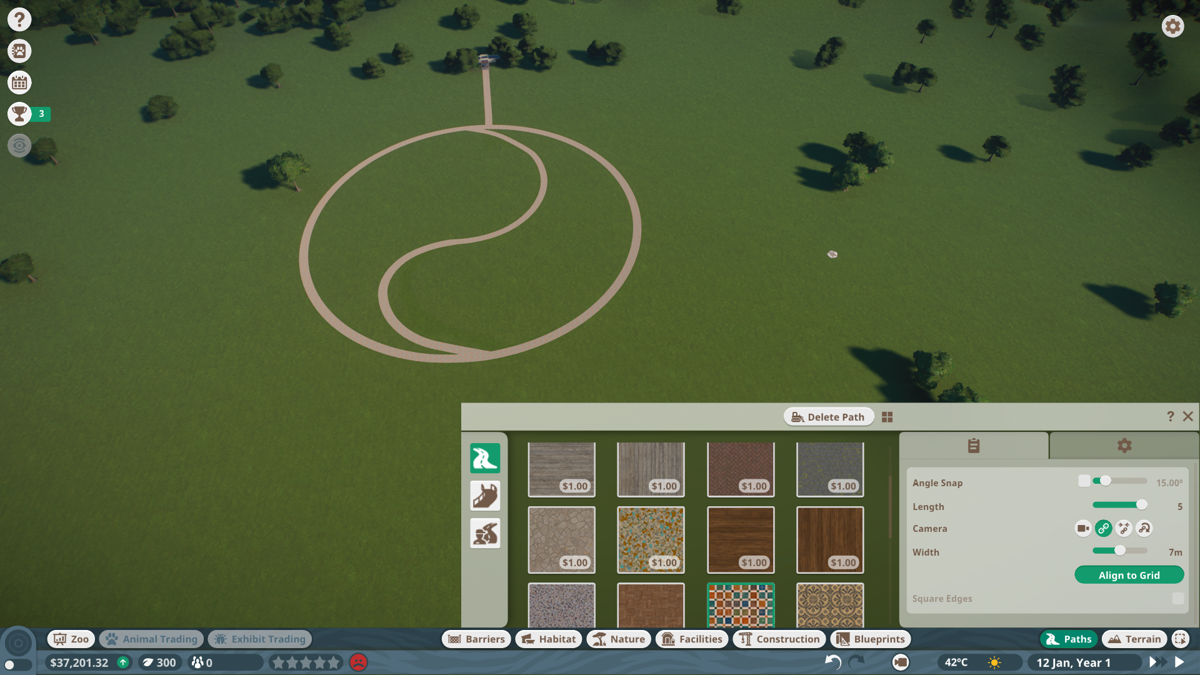 ?
3
Delete Path
?
$1.00 $1.00 $1.00 $1.00
$1.00 $1.00 $1.00 $1.00
Angle Snap 15.00°
Length 5
Camera
Width 7m
Align to Grid
Square Edges
Zoo Animal Trading Exhibit Trading Barriers Habitat Nature Facilities Construction Blueprints Paths Terrain
$37,201.32 300 0 42°C 12 Jan, Year 1